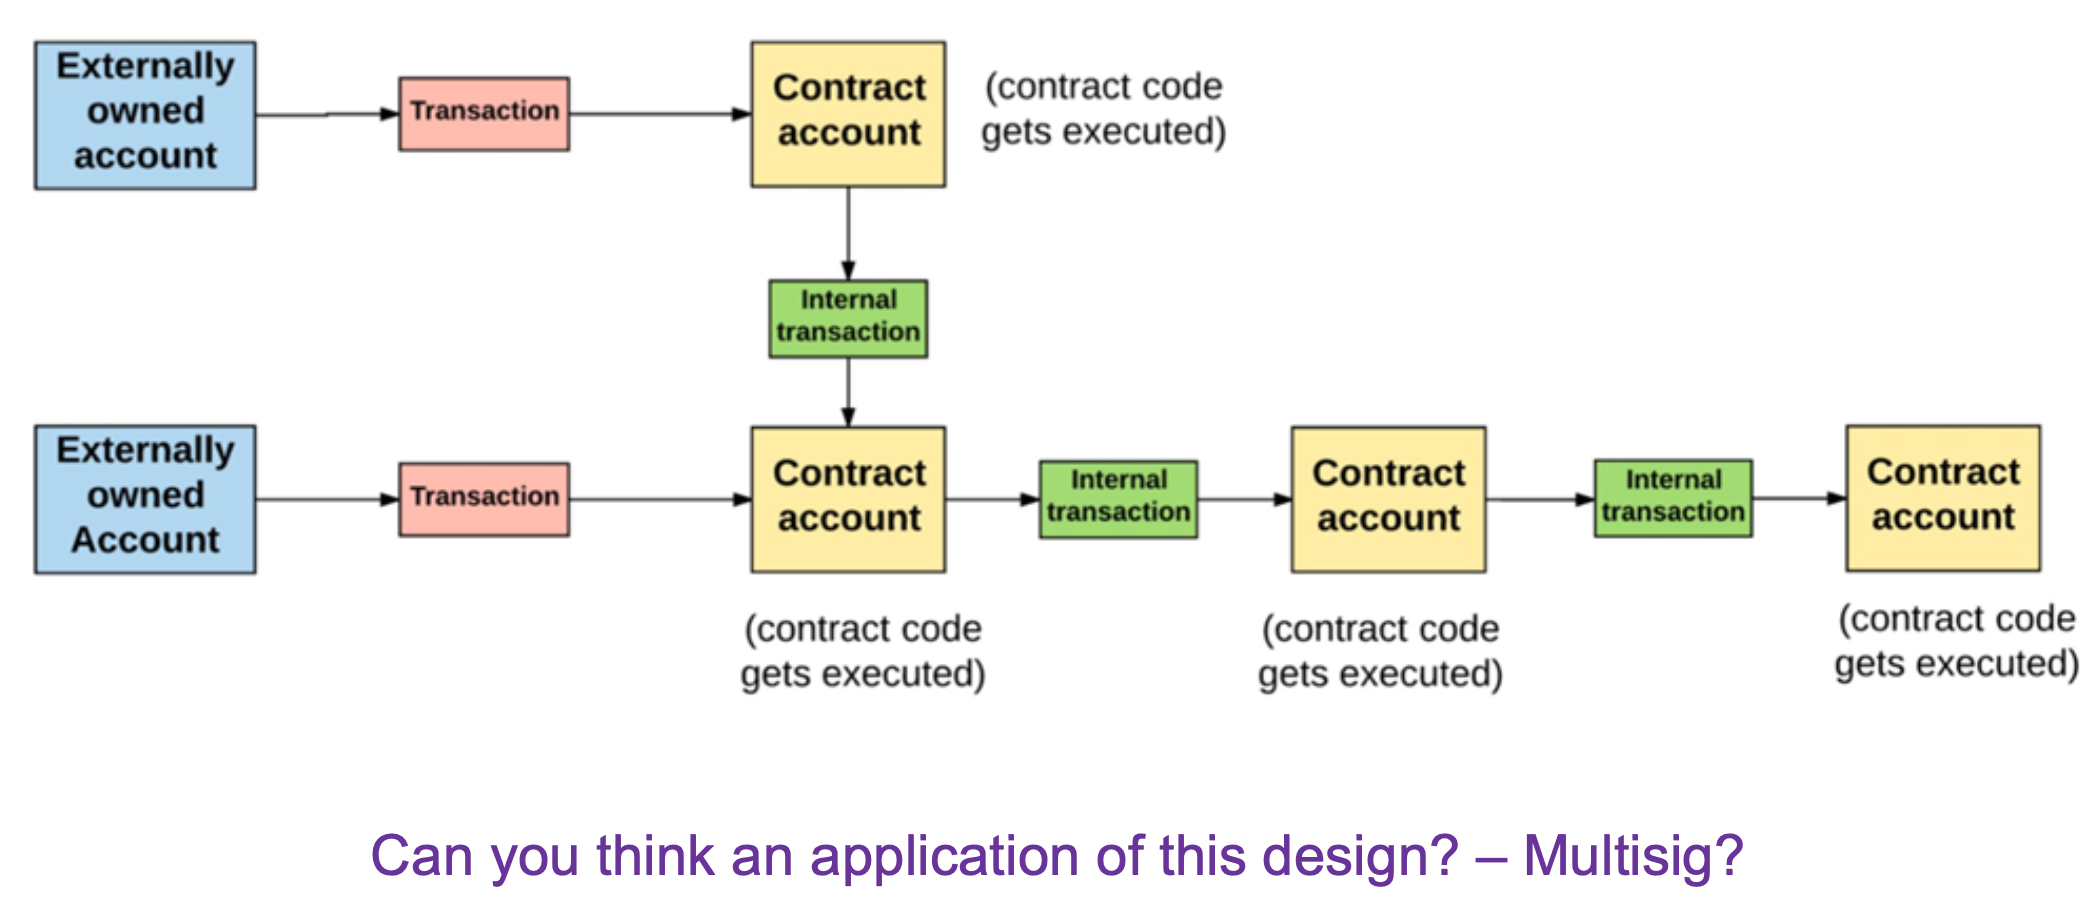 Externally
owned
account
Transaction
Contract
account
(contract code
gets executed)
Internal
transaction
Externally
owned
Account
Transaction
Contract
account
Internal
transaction
Contract
account
Internal
transaction
Contract
account
(contract code
gets executed)
(contract code
gets executed)
(contract code
gets executed)
Can you think an application of this design? – Multisig?